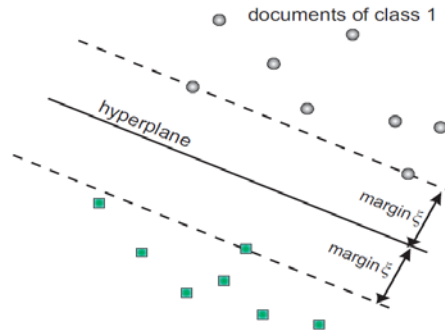 documents of class 1
hyperplane
margin ξ
margin ξ